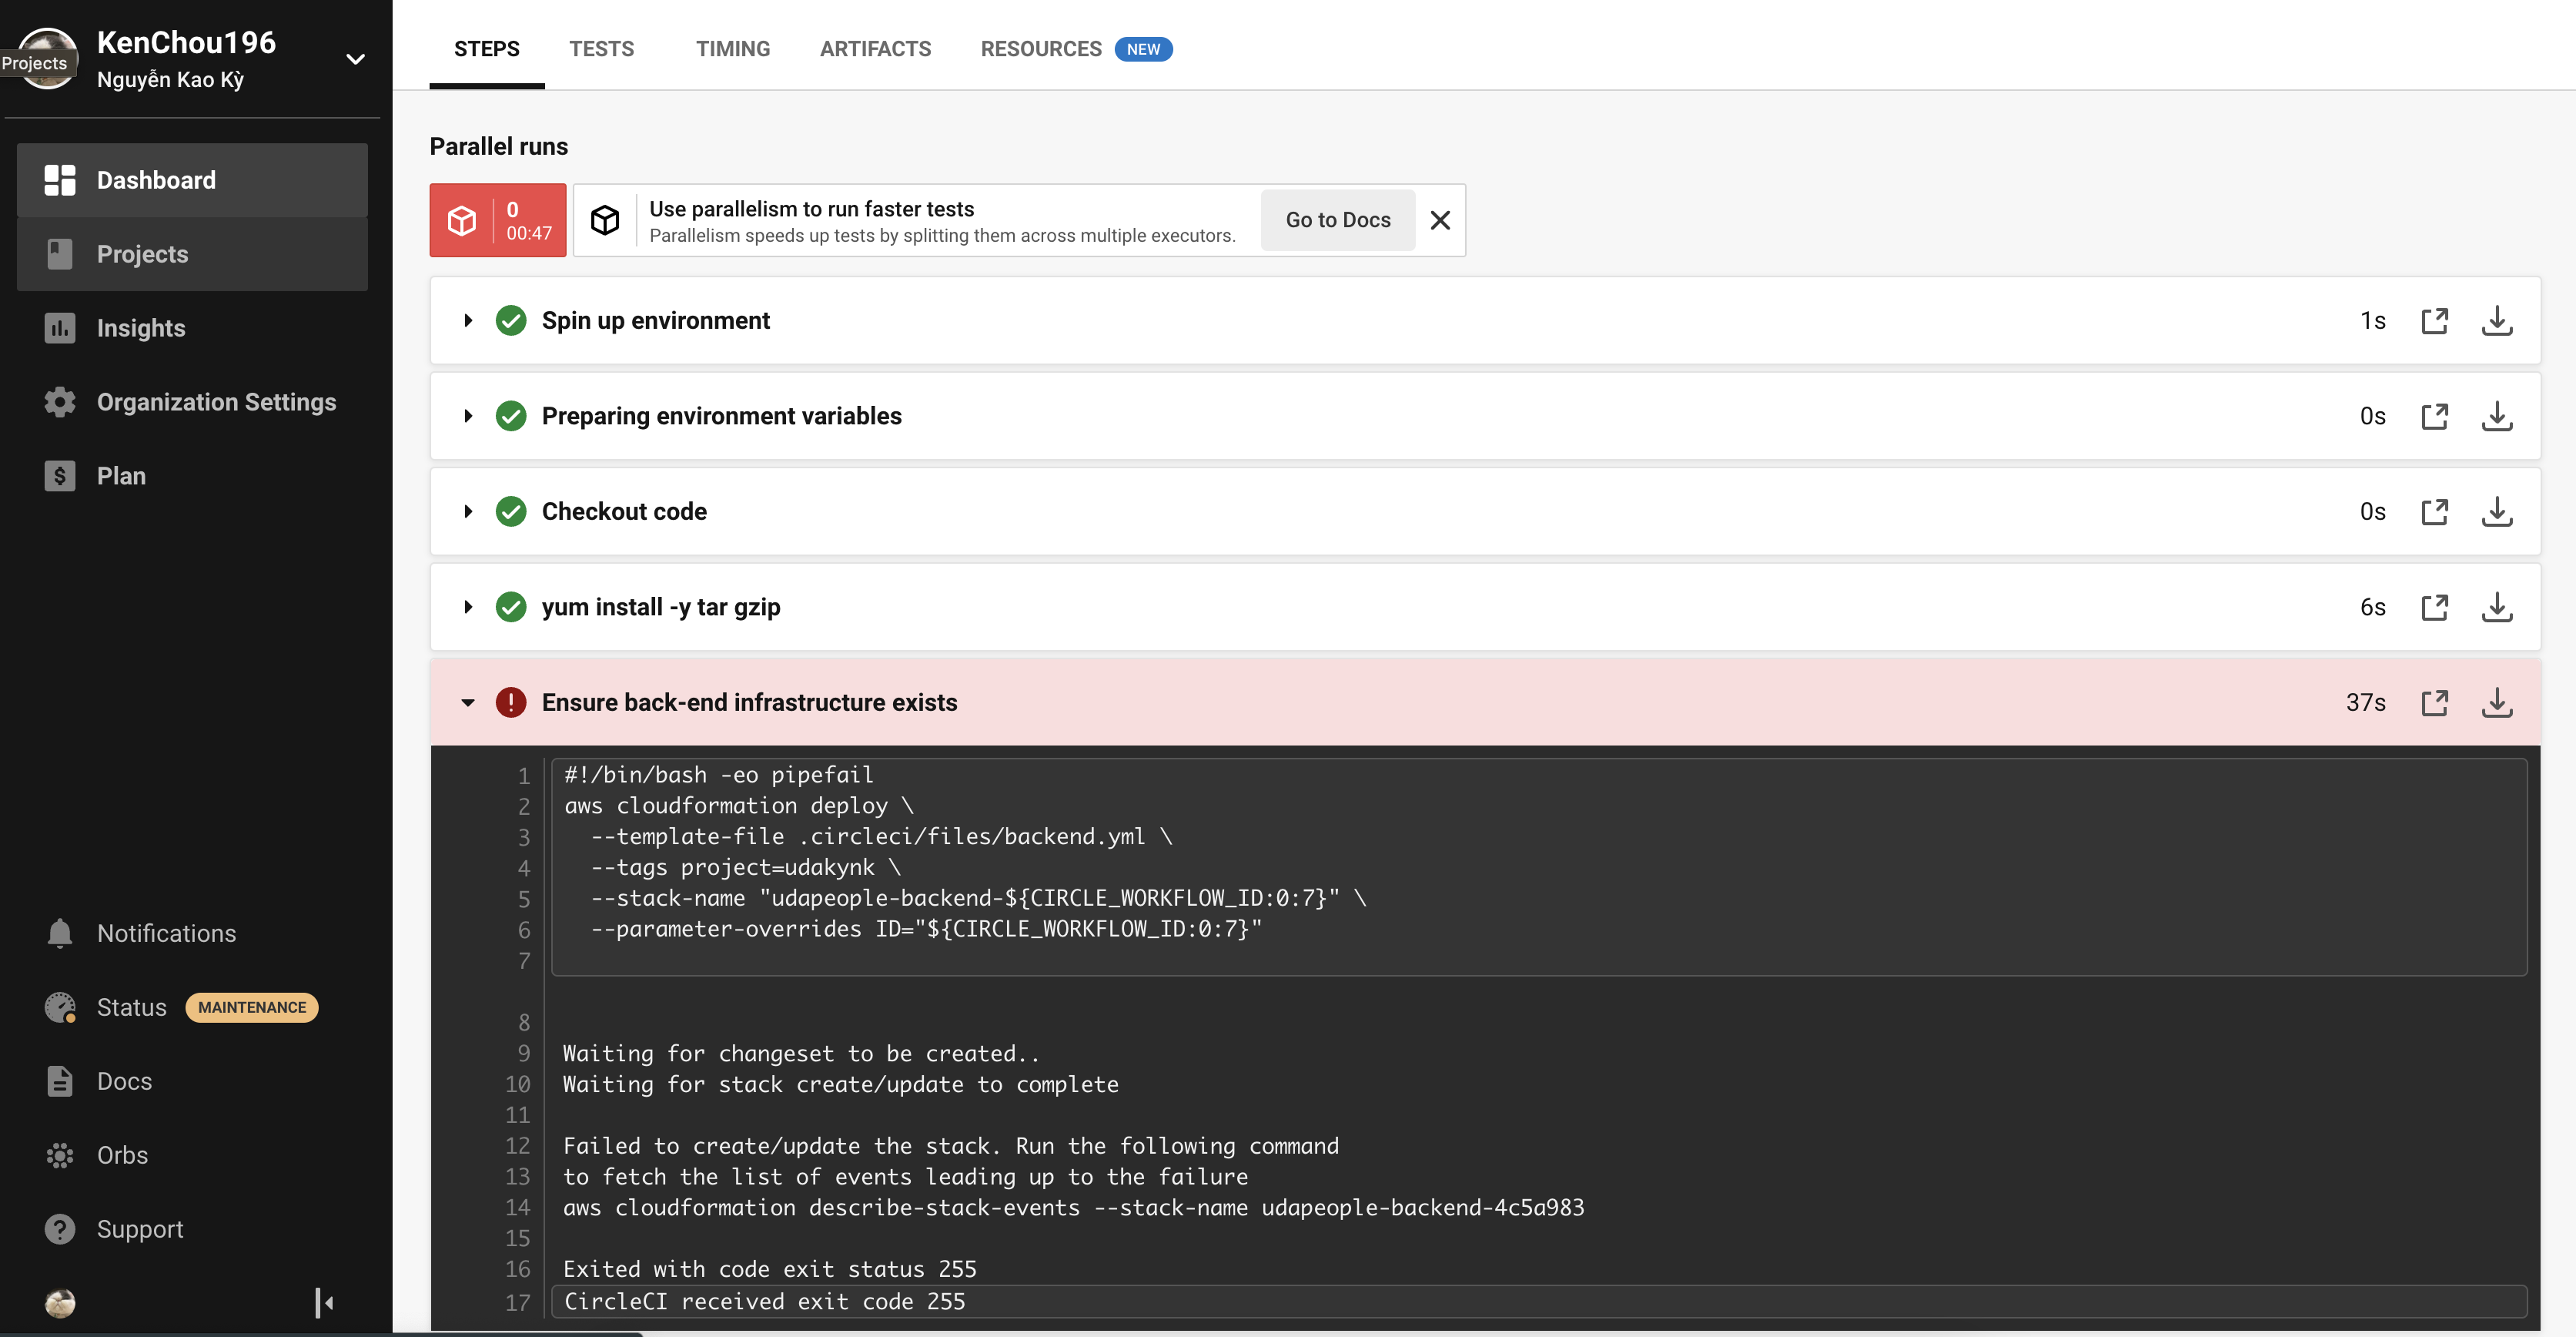 KenChou196
Projects
Nguyễn Kao Kỳ
Dashboard
Projects
Insights
Organization Settings
Plan
Notifications
Status MAINTENANCE
Docs
Orbs
Support
STEPS TESTS TIMING ARTIFACTS RESOURCES NEW
Parallel runs
0
00:47
Use parallelism to run faster tests
Parallelism speeds up tests by splitting them across multiple executors.
Go to Docs
Spin up environment 1s
Preparing environment variables 0s
Checkout code 0s
yum install -y tar gzip 6s
Ensure back-end infrastructure exists 37s
1 #!/bin/bash -eo pipefail
2 aws cloudformation deploy \
3 --template-file .circleci/files/backend.yml \
4 --tags project=udakynk \
5 --stack-name "udapeople-backend-${CIRCLE_WORKFLOW_ID:0:7}" \
6 --parameter-overrides ID="${CIRCLE_WORKFLOW_ID:0:7}"
7
8
9 Waiting for changeset to be created..
10 Waiting for stack create/update to complete
11
12 Failed to create/update the stack. Run the following command
13 to fetch the list of events leading up to the failure
14 aws cloudformation describe-stack-events --stack-name udapeople-backend-4c5a983
15
16 Exited with code exit status 255
17 CircleCI received exit code 255